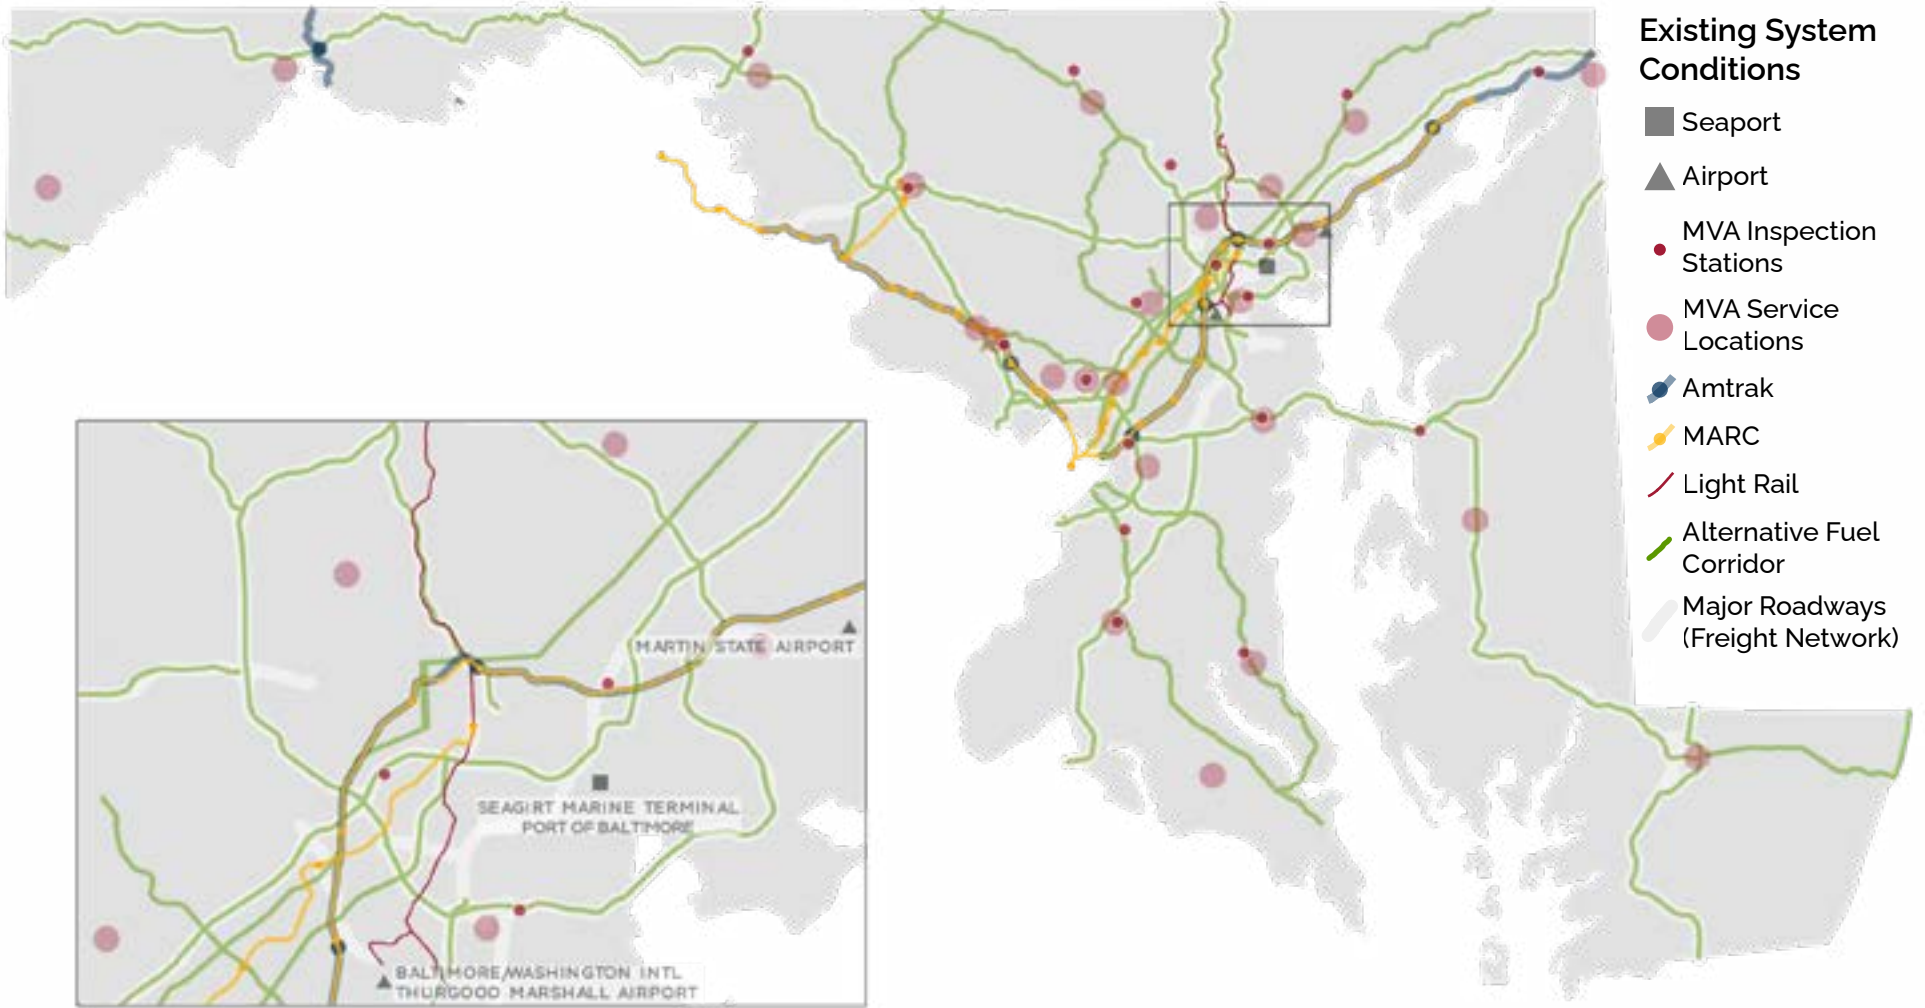 Existing System
Conditions
Seaport
Airport
MVA Inspection
Stations
MVA Service
Locations
Amtrak
MARC
Light Rail
Alternative Fuel
Corridor
Major Roadways
(Freight Network)
MARTIN STATE AIRPORT
SEAGIRT MARINE TERMINAL
PORT OF BALTIMORE
BALTIMORE/WASHINGTON INTL
THURGOOD MARSHALL AIRPORT